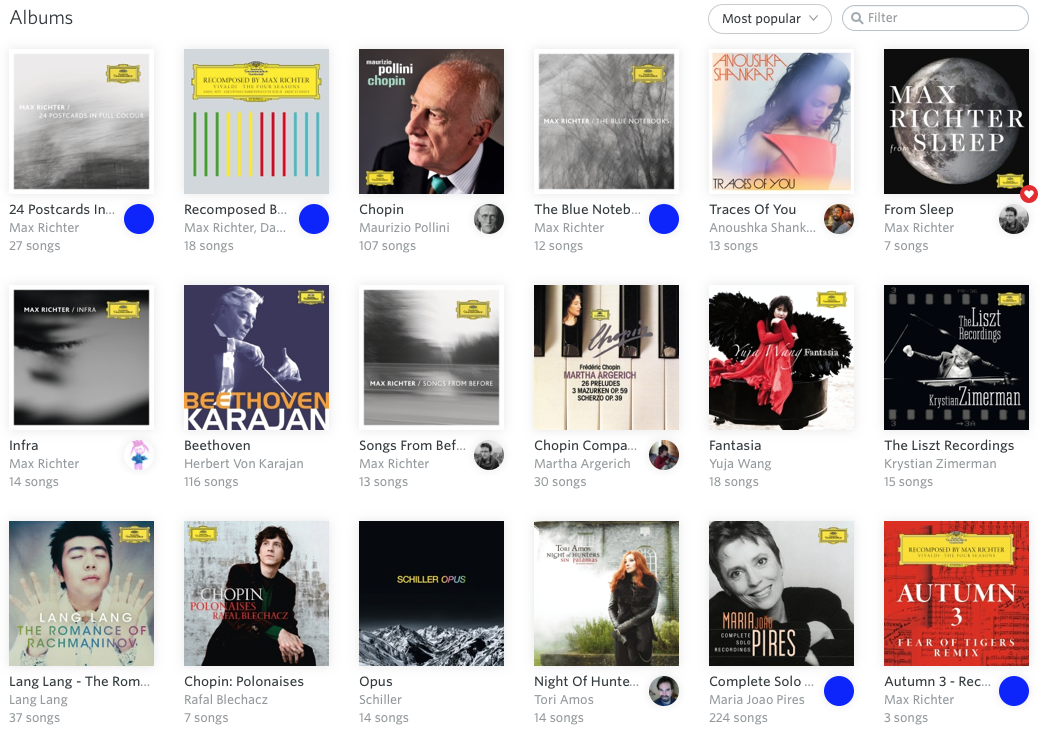 Albums
Most popular
Filter
MAX RICHTER /
24 POSTCARDS IN FULL COLOUR
RECOMPOSED BY MAX RICHTER
VIVALDI · THE FOUR SEASONS
maurizio
pollini
chopin
MAX RICHTER / THE BLUE NOTEBOOKS
ANOUSHKA
SHANKAR
TRACES OF YOU
MAX
RICHTER
from SLEEP
24 Postcards In...
Recomposed B...
Chopin
The Blue Noteb...
Traces Of You
From Sleep
Max Richter
Max Richter, Da...
Maurizio Pollini
Max Richter
Anoushka Shank...
Max Richter
27 songs
18 songs
107 songs
12 songs
13 songs
7 songs
MAX RICHTER / INFRA
BEETHOVEN
KARAJAN
MAX RICHTER / SONGS FROM BEFORE
Chopin
Frédéric Chopin
MARTHA ARGERICH
26 PRÉLUDES
3 MAZURKEN OP. 59
SCHERZO OP. 39
Yuja Wang Fantasia
The Liszt
Recordings
Krystian Zimerman
Infra
Beethoven
Songs From Bef...
Chopin Compa...
Fantasia
The Liszt Recordings
Max Richter
Herbert Von Karajan
Max Richter
Martha Argerich
Yuja Wang
Krystian Zimerman
14 songs
116 songs
13 songs
30 songs
18 songs
15 songs
LANG LANG
THE ROMANCE OF
RACHMANINOV
CHOPIN
POLONAISES
RAFAŁ BLECHACZ
SCHILLER OPUS
Tori Amos
NIGHT OF HUNTERS
SIN PALABRAS
MARIA JOÃO
PIRES
COMPLETE
SOLO
RECORDINGS
RECOMPOSED BY MAX RICHTER
VIVALDI · THE FOUR SEASONS
AUTUMN
3
FEAR OF TIGERS
REMIX
Lang Lang - The Rom...
Chopin: Polonaises
Opus
Night Of Hunte...
Complete Solo ...
Autumn 3 - Rec...
Lang Lang
Rafal Blechacz
Schiller
Tori Amos
Maria Joao Pires
Max Richter
37 songs
7 songs
14 songs
14 songs
224 songs
3 songs